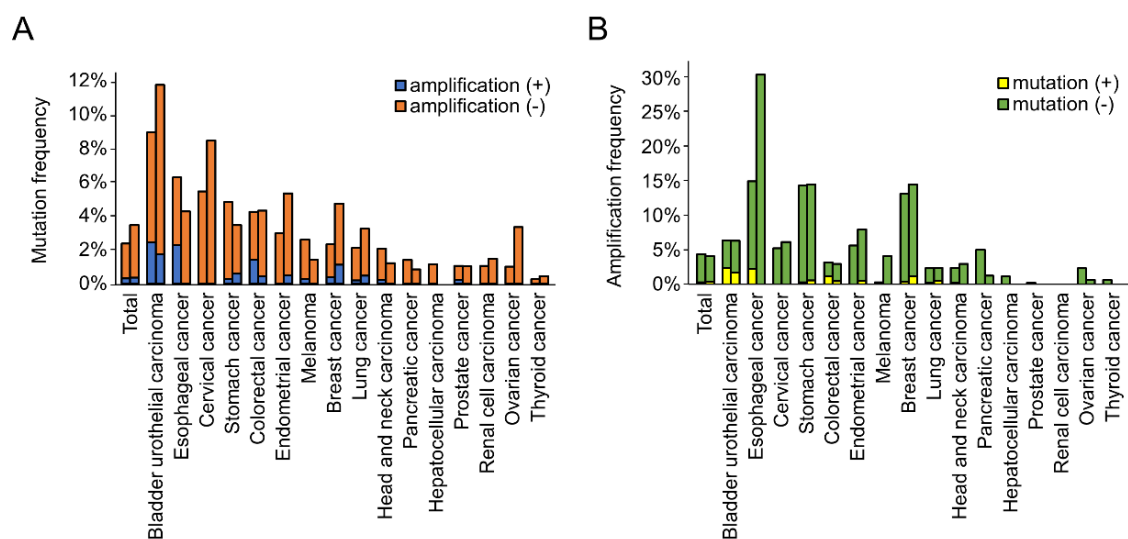 A
Mutation frequency
12%
10%
8%
6%
4%
2%
0%
amplification (+)
amplification (-)
Total
Bladder urothelial carcinoma
Esophageal cancer
Cervical cancer
Stomach cancer
Colorectal cancer
Endometrial cancer
Melanoma
Breast cancer
Lung cancer
Head and neck carcinoma
Pancreatic cancer
Hepatocellular carcinoma
Prostate cancer
Renal cell carcinoma
Ovarian cancer
Thyroid cancer
B
Amplification frequency
30%
25%
20%
15%
10%
5%
0%
mutation (+)
mutation (-)
Total
Bladder urothelial carcinoma
Esophageal cancer
Cervical cancer
Stomach cancer
Colorectal cancer
Endometrial cancer
Melanoma
Breast cancer
Lung cancer
Head and neck carcinoma
Pancreatic cancer
Hepatocellular carcinoma
Prostate cancer
Renal cell carcinoma
Ovarian cancer
Thyroid cancer